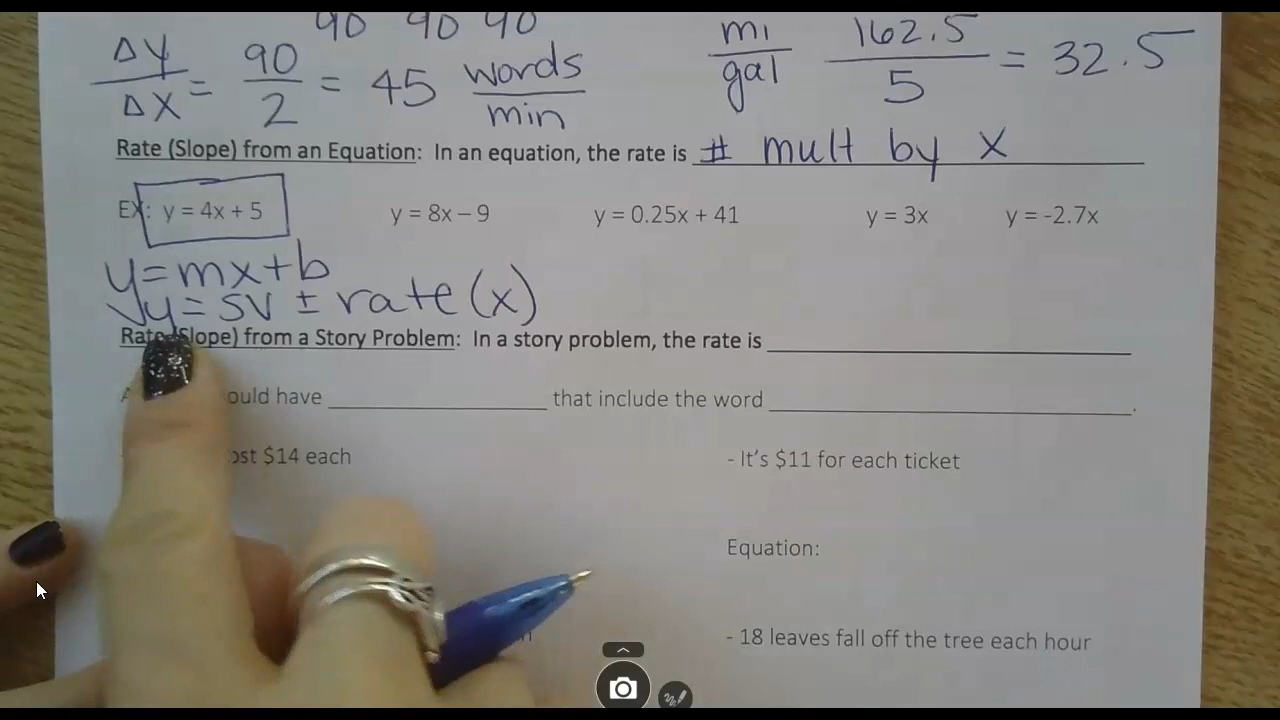 90 90 90
Δy/Δx = 90/2 = 45 words/min
mi/gal 162.5/5 = 32.5
Rate (Slope) from an Equation: In an equation, the rate is # mult by x
EX: y = 4x + 5 y = 8x – 9 y = 0.25x + 41 y = 3x y = -2.7x
y=mx+b
y=SV ± rate(x)
Rate (Slope) from a Story Problem: In a story problem, the rate is
have that include the word .
$14 each - It's $11 for each ticket
Equation:
- 18 leaves fall off the tree each hour